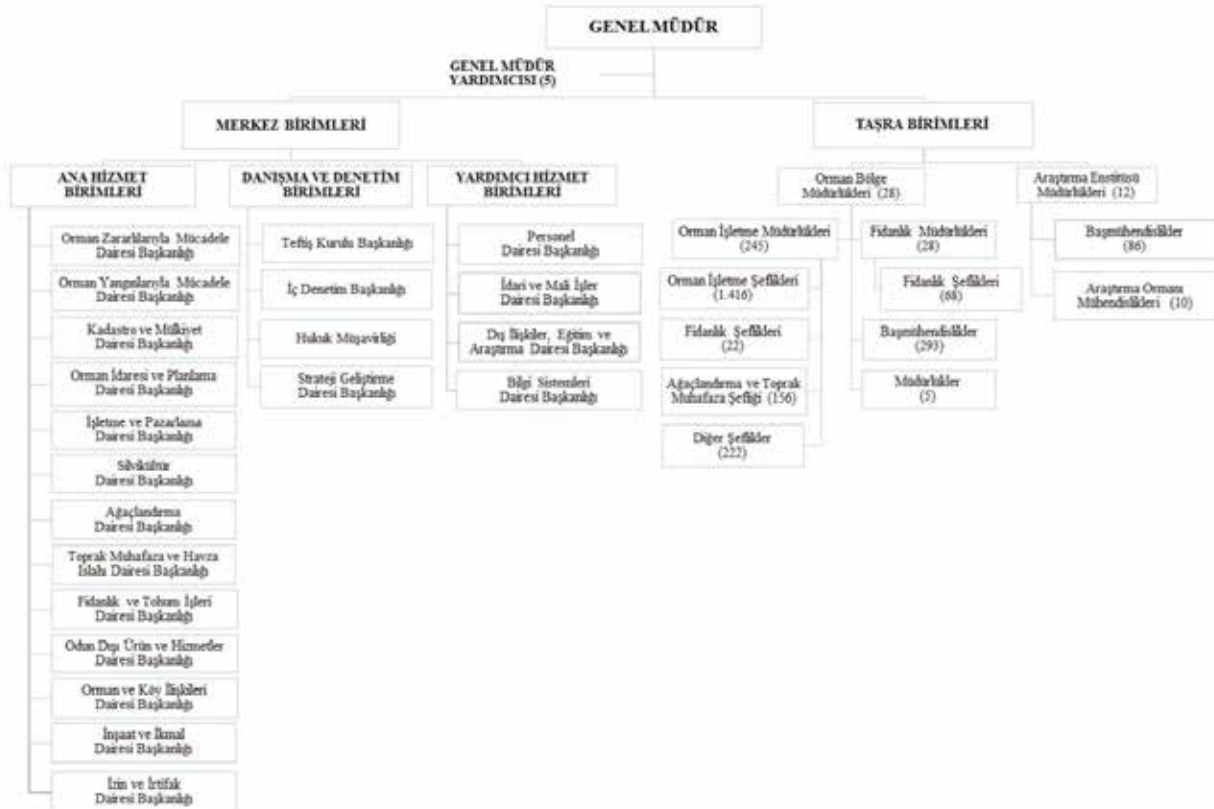 GENEL MÜDÜR
GENEL MÜDÜR
YARDIMCISI (5)
MERKEZ BİRİMLERİ
TAŞRA BİRİMLERİ
ANA HİZMET
BİRİMLERİ
DANIŞMA VE DENETİM
BİRİMLERİ
YARDIMCI HİZMET
BİRİMLERİ
Orman Bölge
Müdürlükleri (28)
Araştırma Enstitüsü
Müdürlükleri (12)
Orman Zararlılarıyla Mücadele
Dairesi Başkanlığı
Orman Yangınlarıyla Mücadele
Dairesi Başkanlığı
Kadastro ve Mülkiyet
Dairesi Başkanlığı
Orman İdaresi ve Planlama
Dairesi Başkanlığı
İşletme ve Pazarlama
Dairesi Başkanlığı
Silvikültür
Dairesi Başkanlığı
Ağaçlandırma
Dairesi Başkanlığı
Toprak Muhafaza ve Havza
Islahı Dairesi Başkanlığı
Fidanlık ve Tohum İşleri
Dairesi Başkanlığı
Odun Dışı Ürün ve Hizmetler
Dairesi Başkanlığı
Orman ve Köy İlişkileri
Dairesi Başkanlığı
İnşaat ve İkmal
Dairesi Başkanlığı
İzin ve İrtifak
Dairesi Başkanlığı
Teftiş Kurulu Başkanlığı
İç Denetim Başkanlığı
Hukuk Müşavirliği
Strateji Geliştirme
Dairesi Başkanlığı
Personel
Dairesi Başkanlığı
İdari ve Mali İşler
Dairesi Başkanlığı
Dış İlişkiler, Eğitim ve
Araştırma Dairesi Başkanlığı
Bilgi Sistemleri
Dairesi Başkanlığı
Orman İşletme Müdürlükleri
(245)
Orman İşletme Şeflikleri
(1.416)
Fidanlık Şeflikleri
(22)
Ağaçlandırma ve Toprak
Muhafaza Şefliği (156)
Diğer Şeflikler
(222)
Fidanlık Müdürlükleri
(28)
Fidanlık Şeflikleri
(68)
Başmühendislikler
(293)
Müdürlükler
(5)
Başmühendislikler
(86)
Araştırma Ormanı
Mühendislikleri (10)